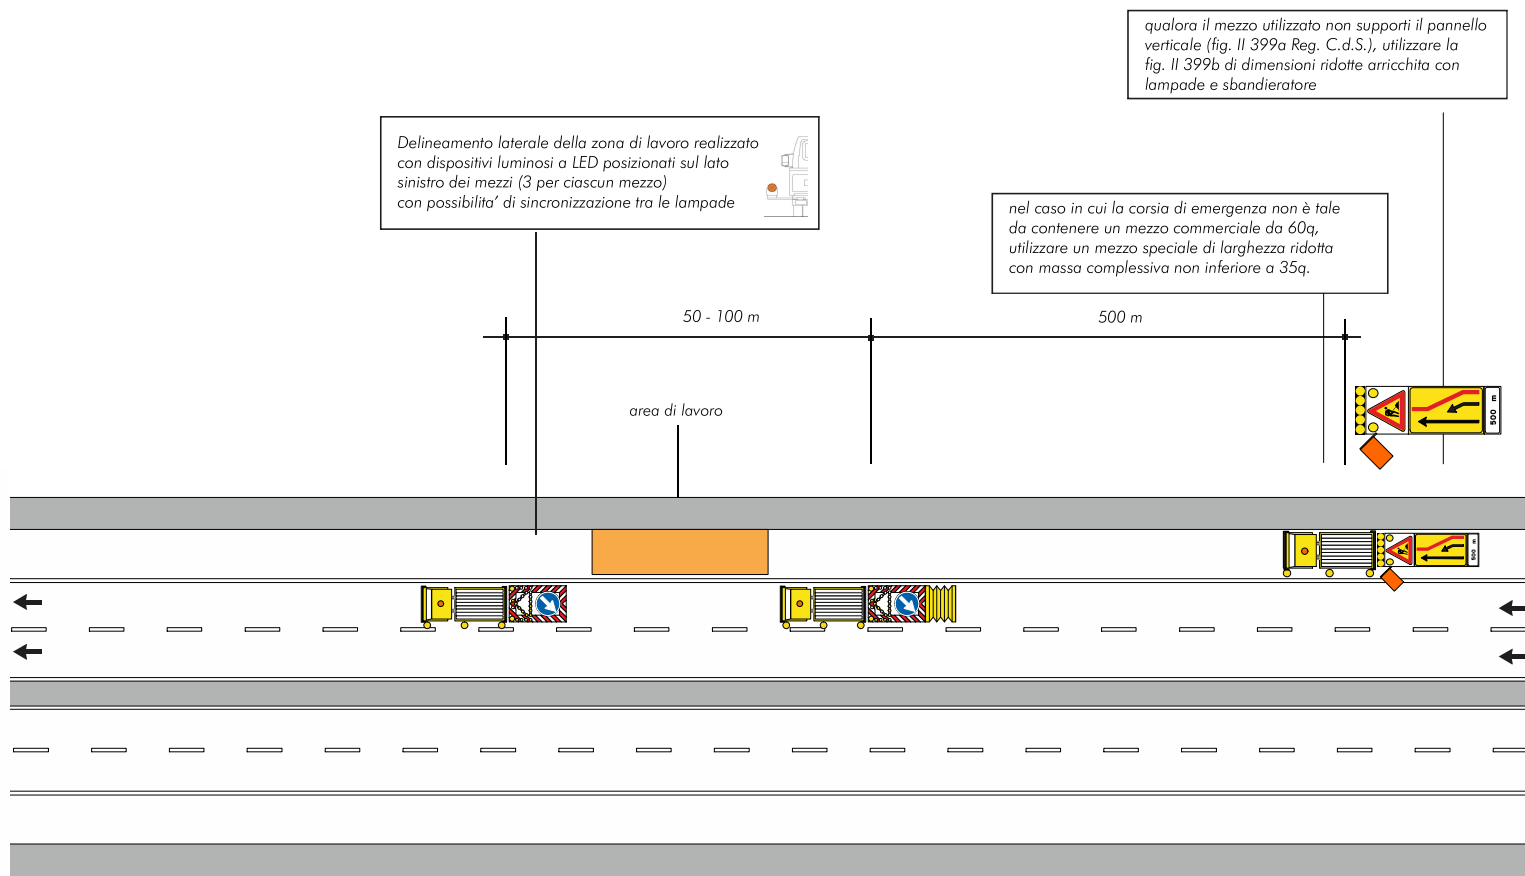 qualora il mezzo utilizzato non supporti il pannello
verticale (fig. II 399a Reg. C.d.S.), utilizzare la
fig. II 399b di dimensioni ridotte arricchita con
lampade e sbandieratore
Delineamento laterale della zona di lavoro realizzato
con dispositivi luminosi a LED posizionati sul lato
sinistro dei mezzi (3 per ciascun mezzo)
con possibilita' di sincronizzazione tra le lampade
nel caso in cui la corsia di emergenza non è tale
da contenere un mezzo commerciale da 60q,
utilizzare un mezzo speciale di larghezza ridotta
con massa complessiva non inferiore a 35q.
50 - 100 m
500 m
area di lavoro
500 m
500 m